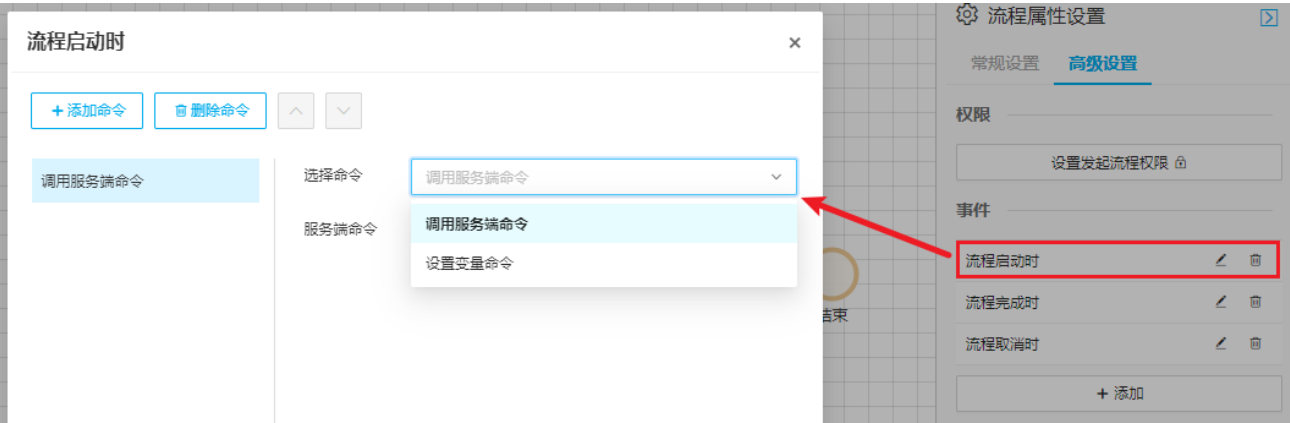 流程启动时
添加命令 删除命令
调用服务端命令
选择命令 调用服务端命令
服务端命令
调用服务端命令
设置变量命令
结束
流程属性设置
常规设置 高级设置
权限
设置发起流程权限
事件
流程启动时
流程完成时
流程取消时
添加